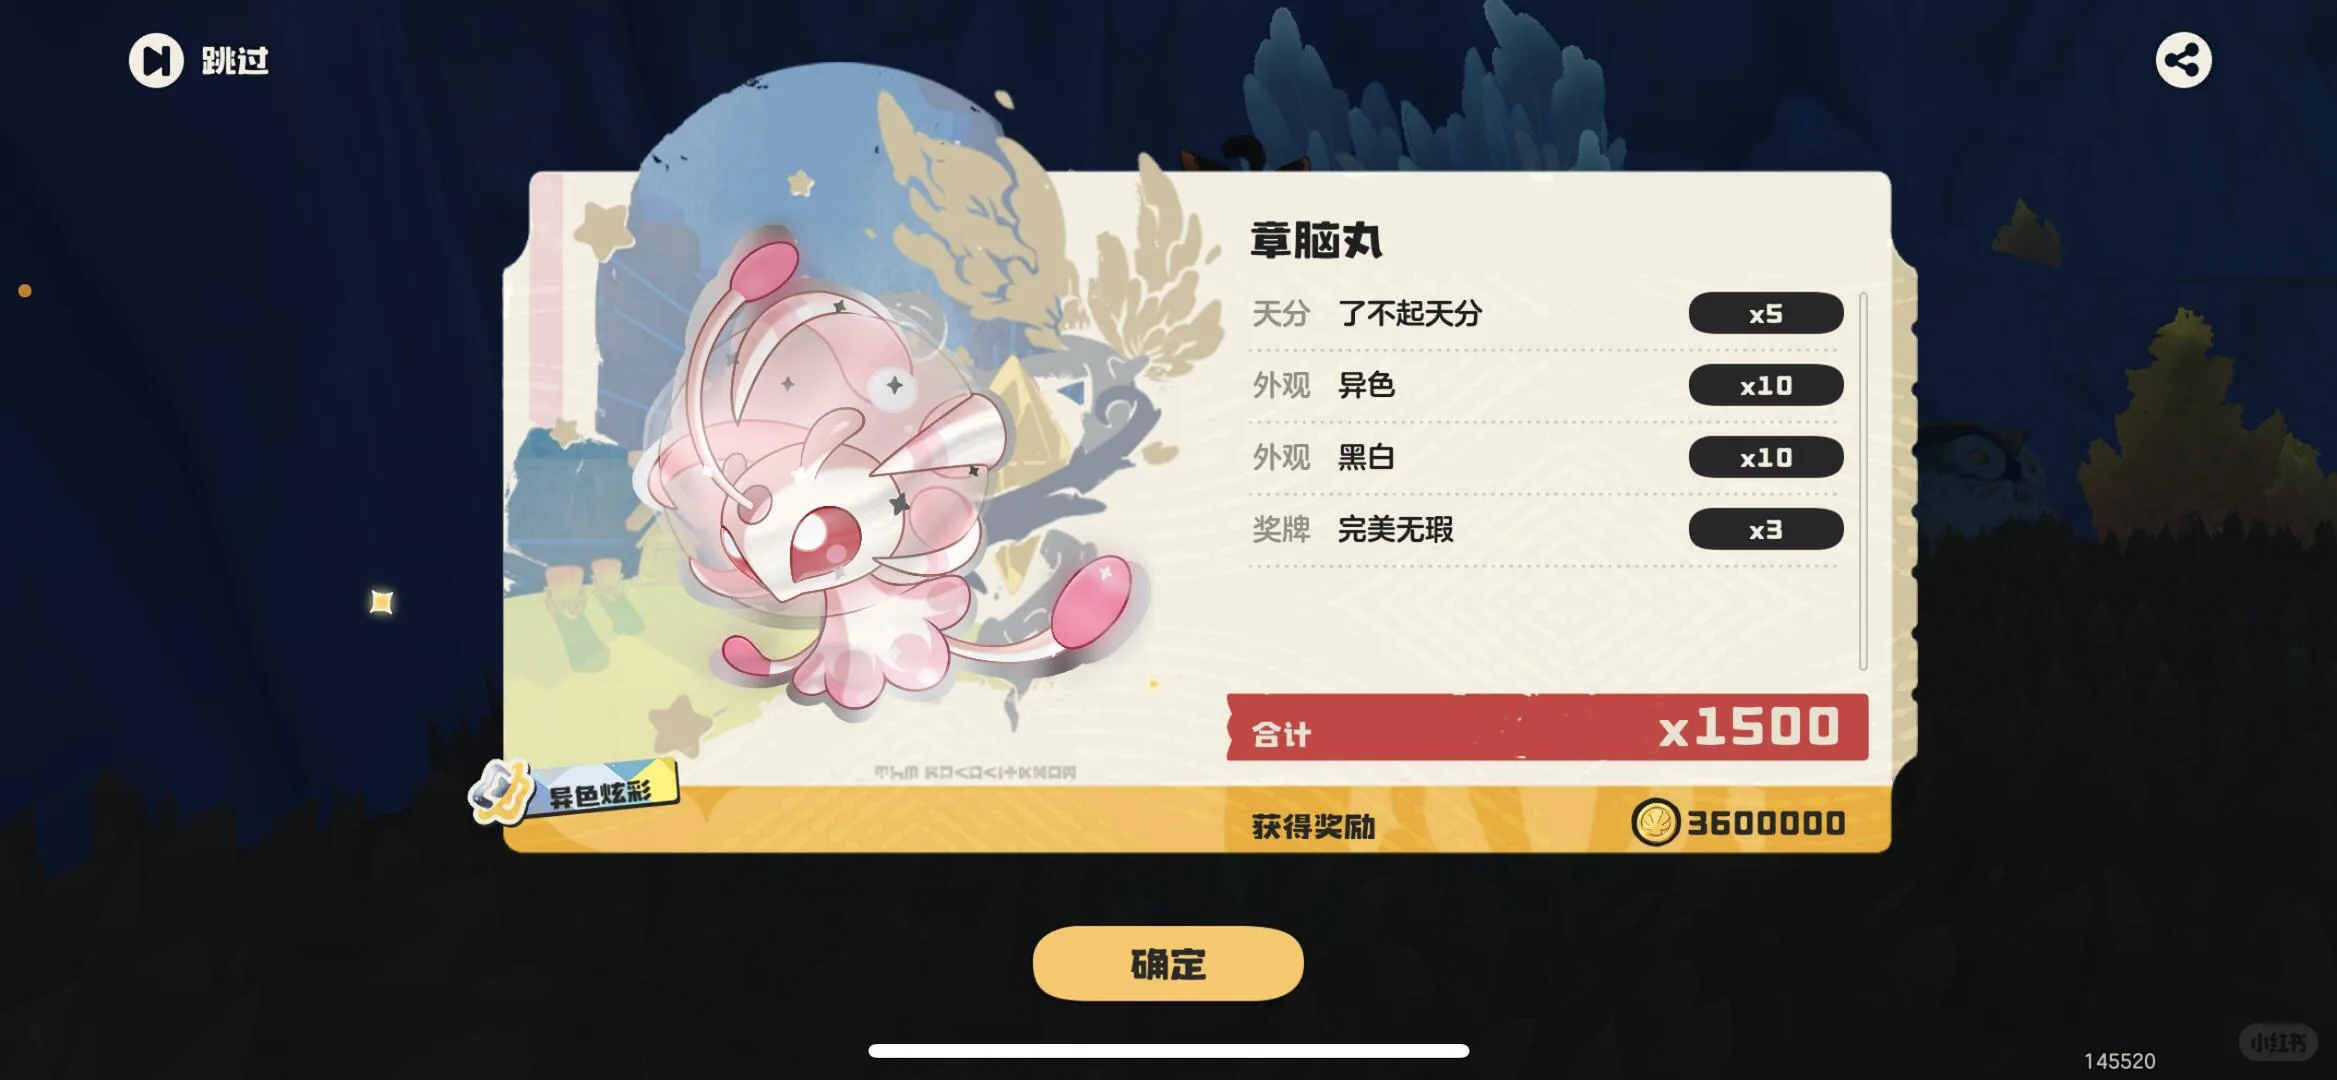 跳过
章脑丸
天分 了不起天分 x5
外观 异色 x10
外观 黑白 x10
奖牌 完美无瑕 x3
合计 x1500
异色炫彩
获得奖励 3600000
确定
小红书
145520